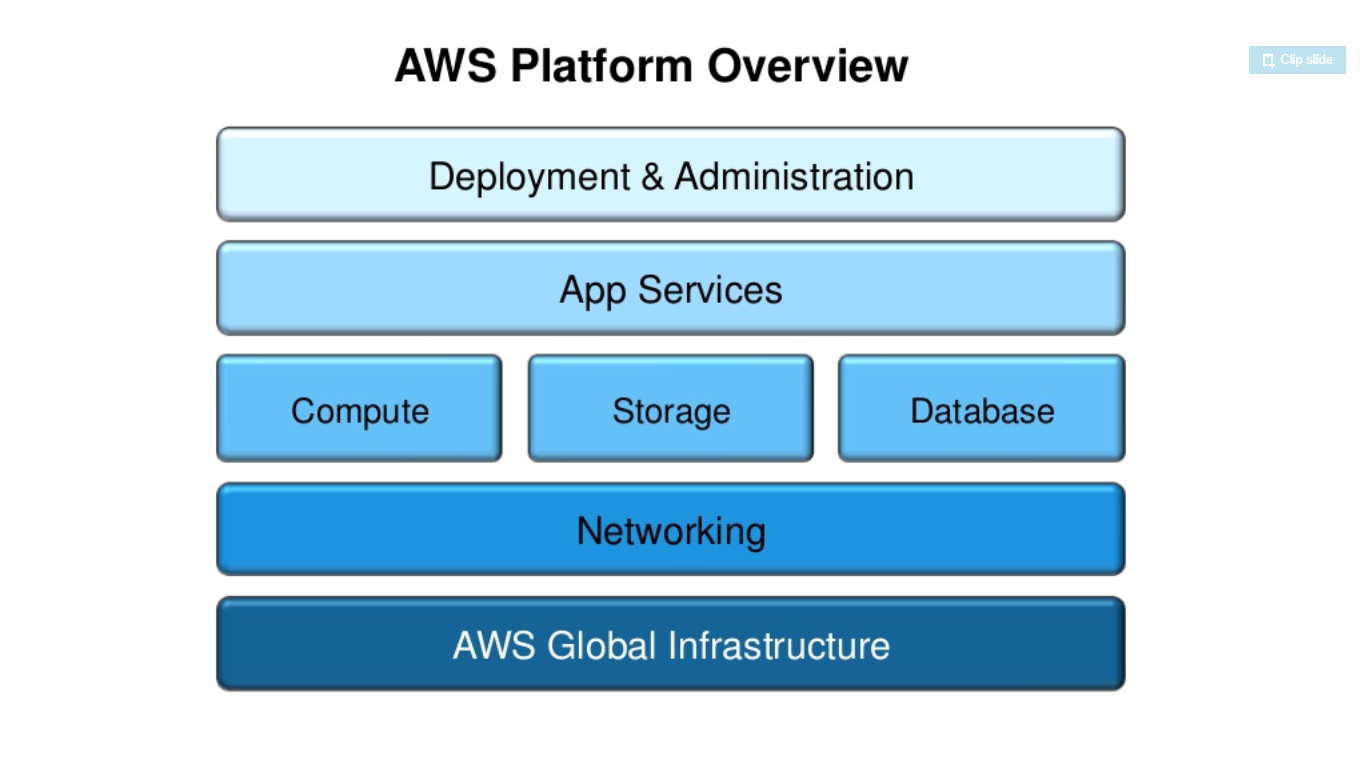 AWS Platform Overview
Clip slide
Deployment & Administration
App Services
Compute
Storage
Database
Networking
AWS Global Infrastructure